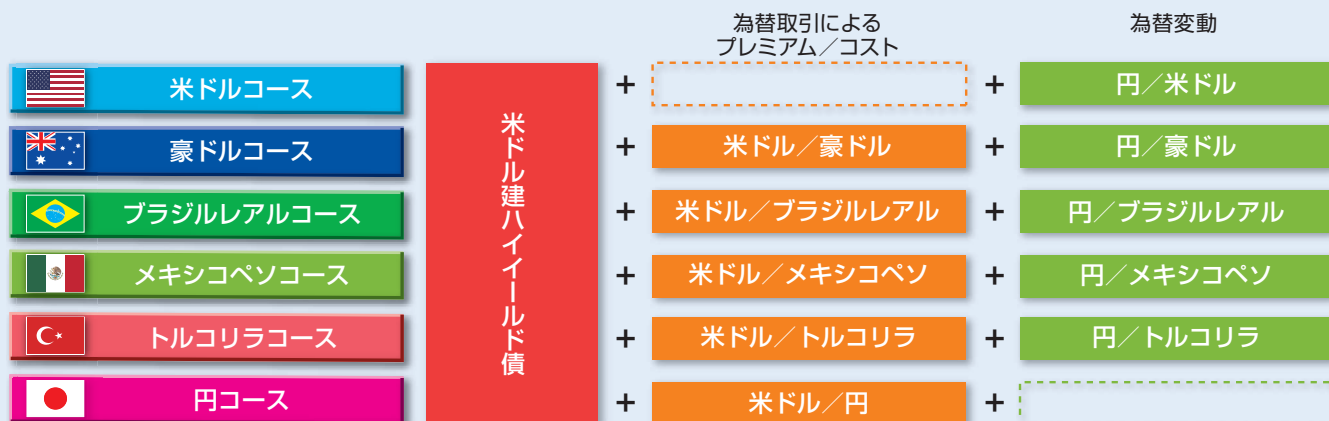 為替取引による
プレミアム／コスト
為替変動
米ドルコース
+
+
円／米ドル
豪ドルコース
+
米ドル／豪ドル
+
円／豪ドル
ブラジルレアルコース
+
米ドル／ブラジルレアル
+
円／ブラジルレアル
メキシコペソコース
+
米ドル／メキシコペソ
+
円／メキシコペソ
トルコリラコース
+
米ドル／トルコリラ
+
円／トルコリラ
円コース
+
米ドル／円
+
米ドル建ハイイールド債